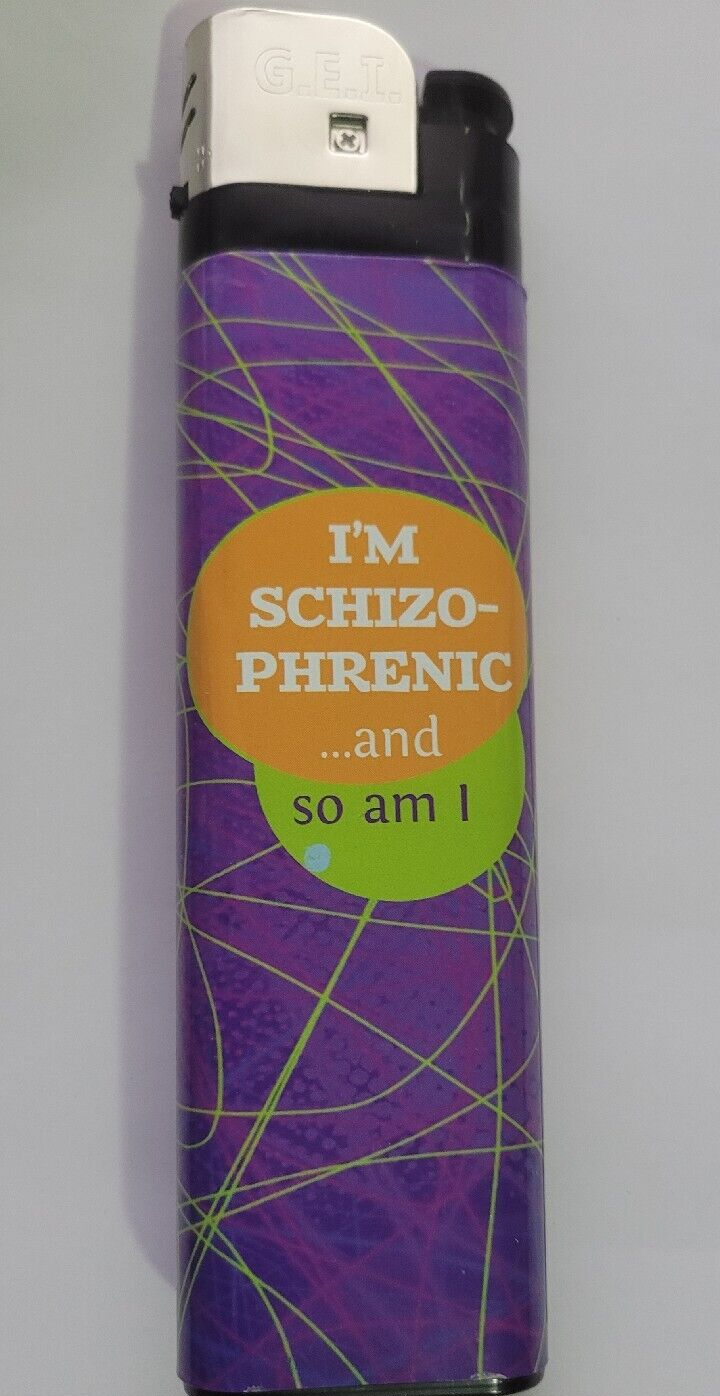 G.E.I.
I'M
SCHIZO-
PHRENIC
...and
so am I